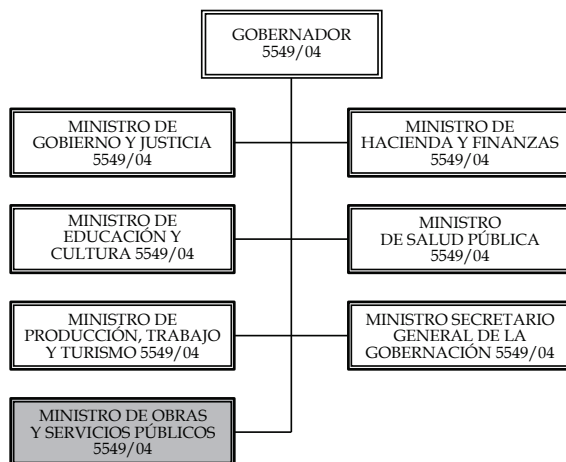 GOBERNADOR
5549/04
MINISTRO DE
GOBIERNO Y JUSTICIA
5549/04
MINISTRO DE
HACIENDA Y FINANZAS
5549/04
MINISTRO DE
EDUCACIÓN Y
CULTURA 5549/04
MINISTRO
DE SALUD PÚBLICA
5549/04
MINISTRO DE
PRODUCCIÓN, TRABAJO
Y TURISMO 5549/04
MINISTRO SECRETARIO
GENERAL DE LA
GOBERNACIÓN 5549/04
MINISTRO DE OBRAS
Y SERVICIOS PÚBLICOS
5549/04